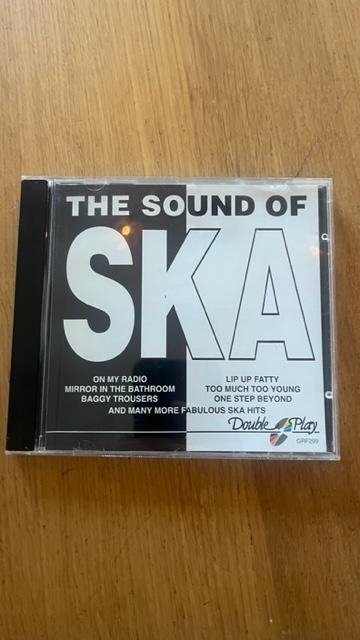 THE SOUND OF
SKA
ON MY RADIO
MIRROR IN THE BATHROOM
BAGGY TROUSERS
LIP UP FATTY
TOO MUCH TOO YOUNG
ONE STEP BEYOND
AND MANY MORE FABULOUS SKA HITS
Double Play
GRF299